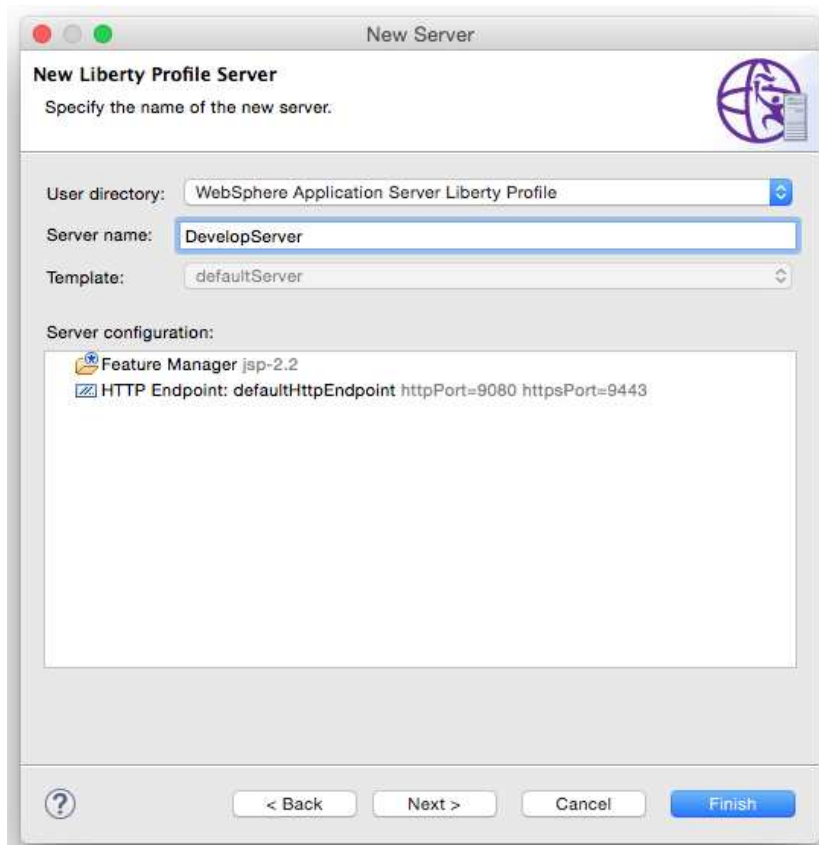 New Server
New Liberty Profile Server
Specify the name of the new server.
User directory: WebSphere Application Server Liberty Profile
Server name: DevelopServer
Template: defaultServer
Server configuration:
Feature Manager jsp-2.2
HTTP Endpoint: defaultHttpEndpoint httpPort=9080 httpsPort=9443
? < Back Next > Cancel Finish